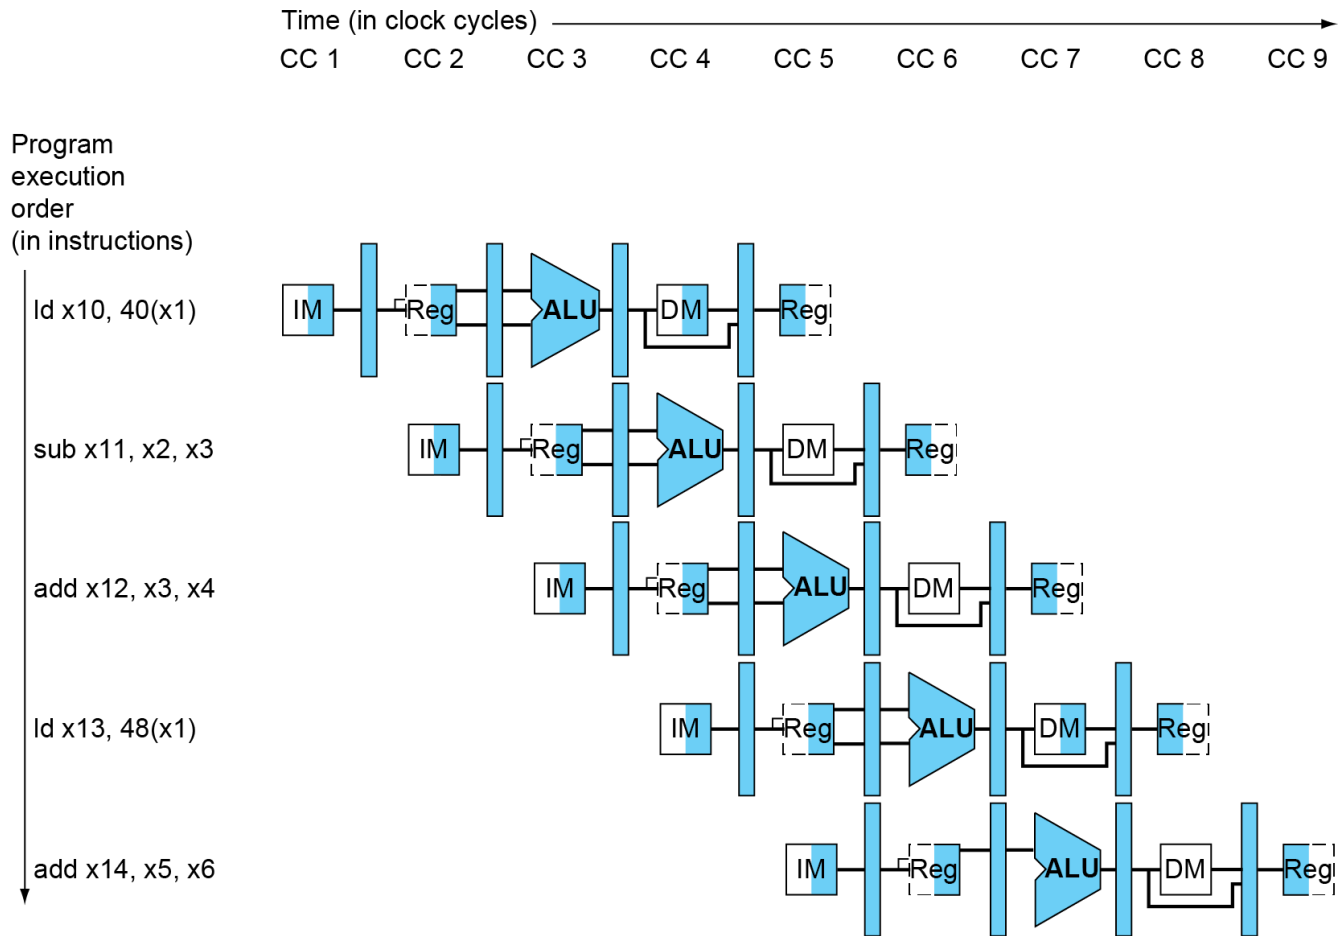 Time (in clock cycles)
CC 1 CC 2 CC 3 CC 4 CC 5 CC 6 CC 7 CC 8 CC 9
Program
execution
order
(in instructions)
ld x10, 40(x1) IM Reg ALU DM Reg
sub x11, x2, x3 IM Reg ALU DM Reg
add x12, x3, x4 IM Reg ALU DM Reg
ld x13, 48(x1) IM Reg ALU DM Reg
add x14, x5, x6 IM Reg ALU DM Reg